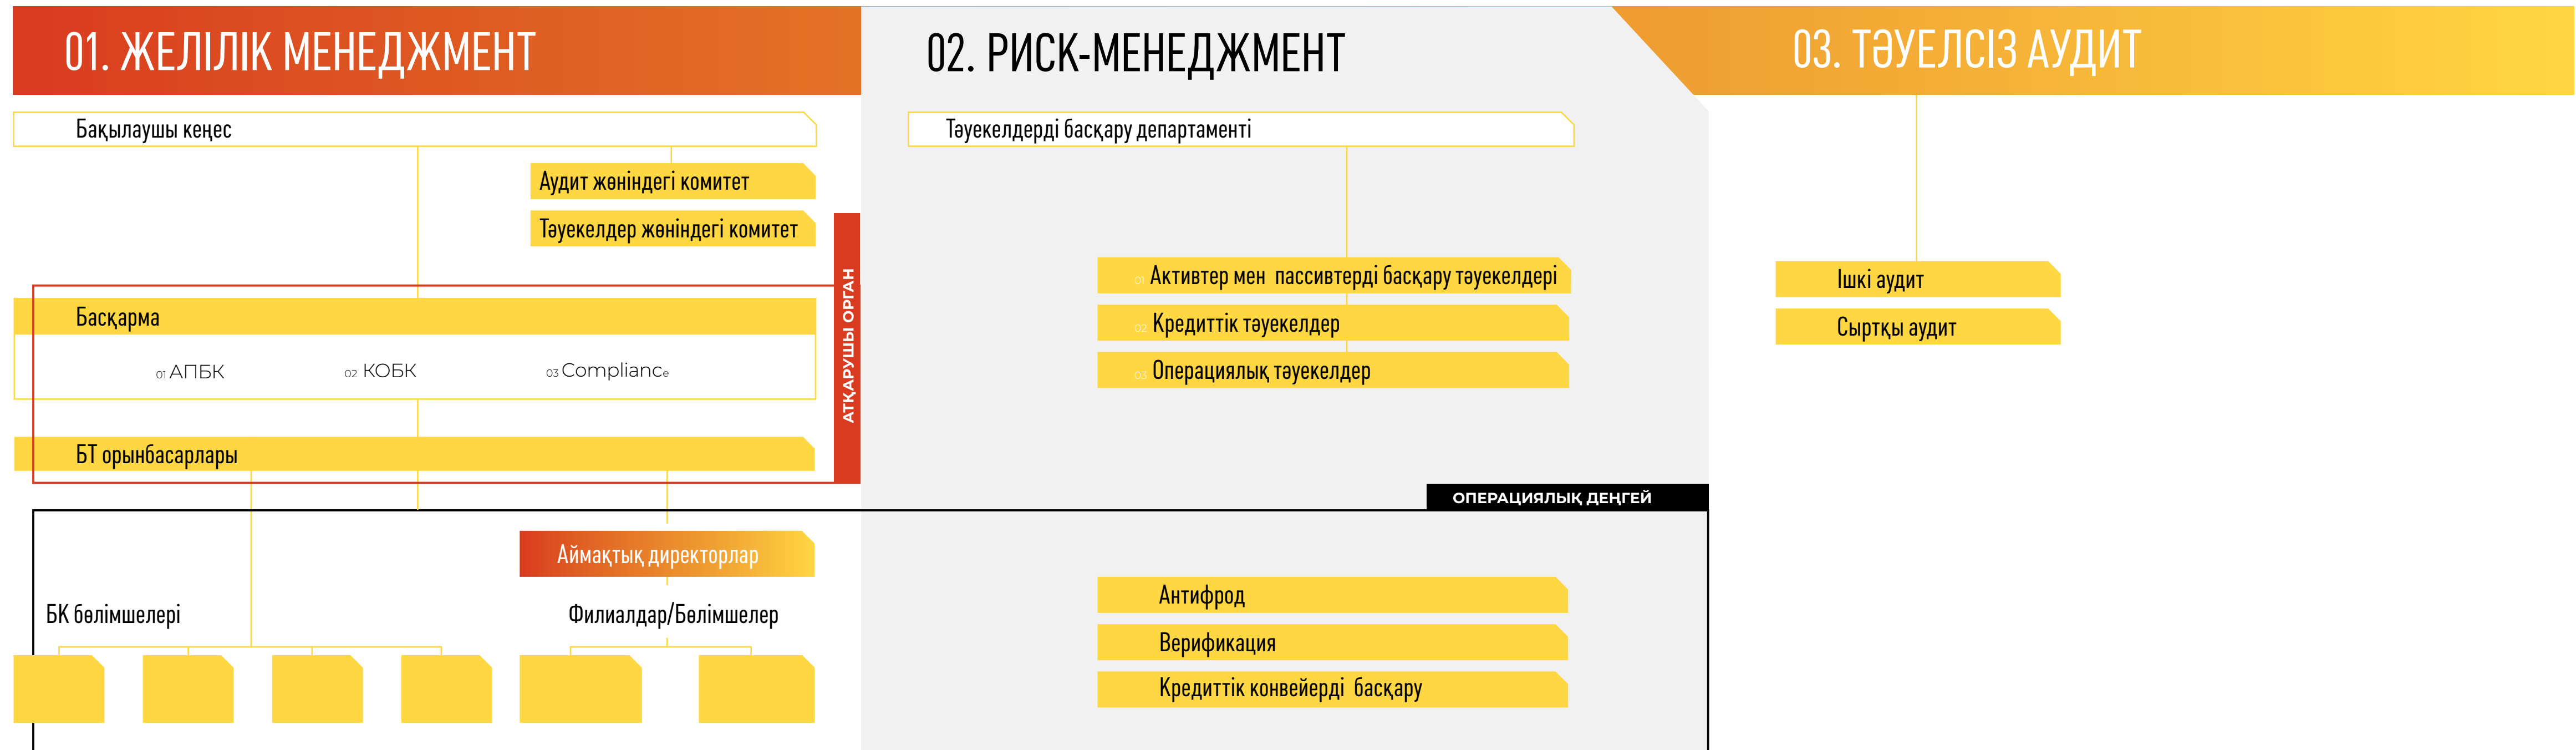 01. ЖЕЛІЛІК МЕНЕДЖМЕНТ
Бақылаушы кеңес
Аудит жөніндегі комитет
Тәуекелдер жөніндегі комитет
АТҚАРУШЫ ОРГАН
Басқарма
01 АПБК
02 КОБК
03 Compliance
БТ орынбасарлары
Аймақтық директорлар
БК бөлімшелері
Филиалдар/Бөлімшелер
02. РИСК-МЕНЕДЖМЕНТ
Тәуекелдерді басқару департаменті
01 Активтер мен пассивтерді басқару тәуекелдері
02 Кредиттік тәуекелдер
03 Операциялық тәуекелдер
ОПЕРАЦИЯЛЫҚ ДЕҢГЕЙ
Антифрод
Верификация
Кредиттік конвейерді басқару
03. ТӘУЕЛСІЗ АУДИТ
Ішкі аудит
Сыртқы аудит